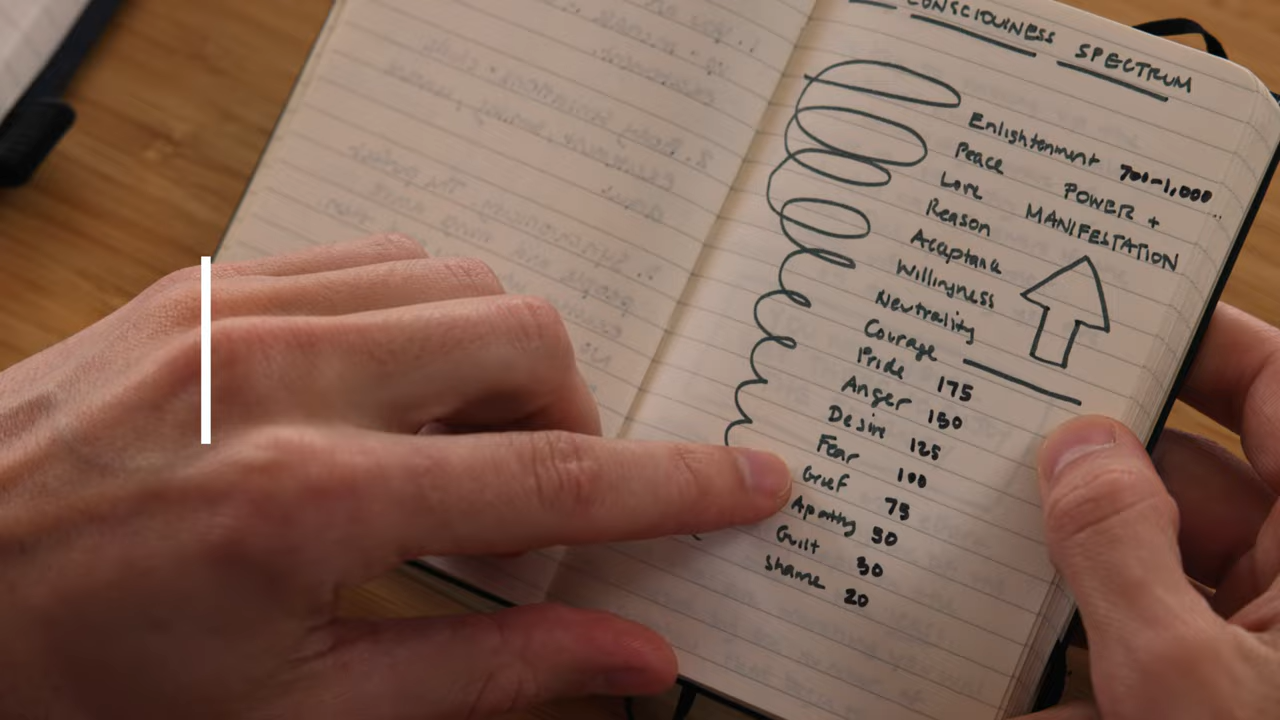 CONSCIOUNESS SPECTRUM
Enlightenment 700-1,000..
Peace
POWER +
Love
MANIFESTATION
Reason
Acceptance
Willingness
Neutrality
Courage
Pride 175
Anger 150
Desire 125
Fear 100
Grief 75
Apathy 50
Guilt 30
Shame 20